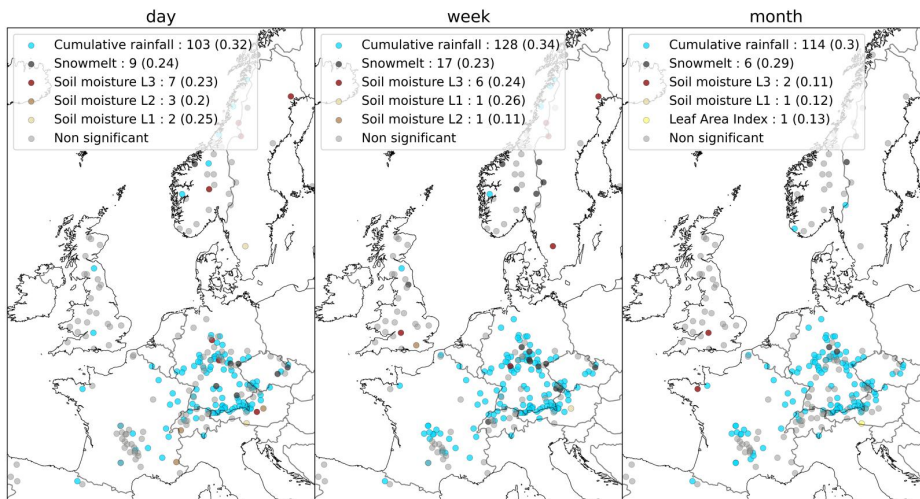 day
Cumulative rainfall : 103 (0.32)
Snowmelt : 9 (0.24)
Soil moisture L3 : 7 (0.23)
Soil moisture L2 : 3 (0.2)
Soil moisture L1 : 2 (0.25)
Non significant
week
Cumulative rainfall : 128 (0.34)
Snowmelt : 17 (0.23)
Soil moisture L3 : 6 (0.24)
Soil moisture L1 : 1 (0.26)
Soil moisture L2 : 1 (0.11)
Non significant
month
Cumulative rainfall : 114 (0.3)
Snowmelt : 6 (0.29)
Soil moisture L3 : 2 (0.11)
Soil moisture L1 : 1 (0.12)
Leaf Area Index : 1 (0.13)
Non significant